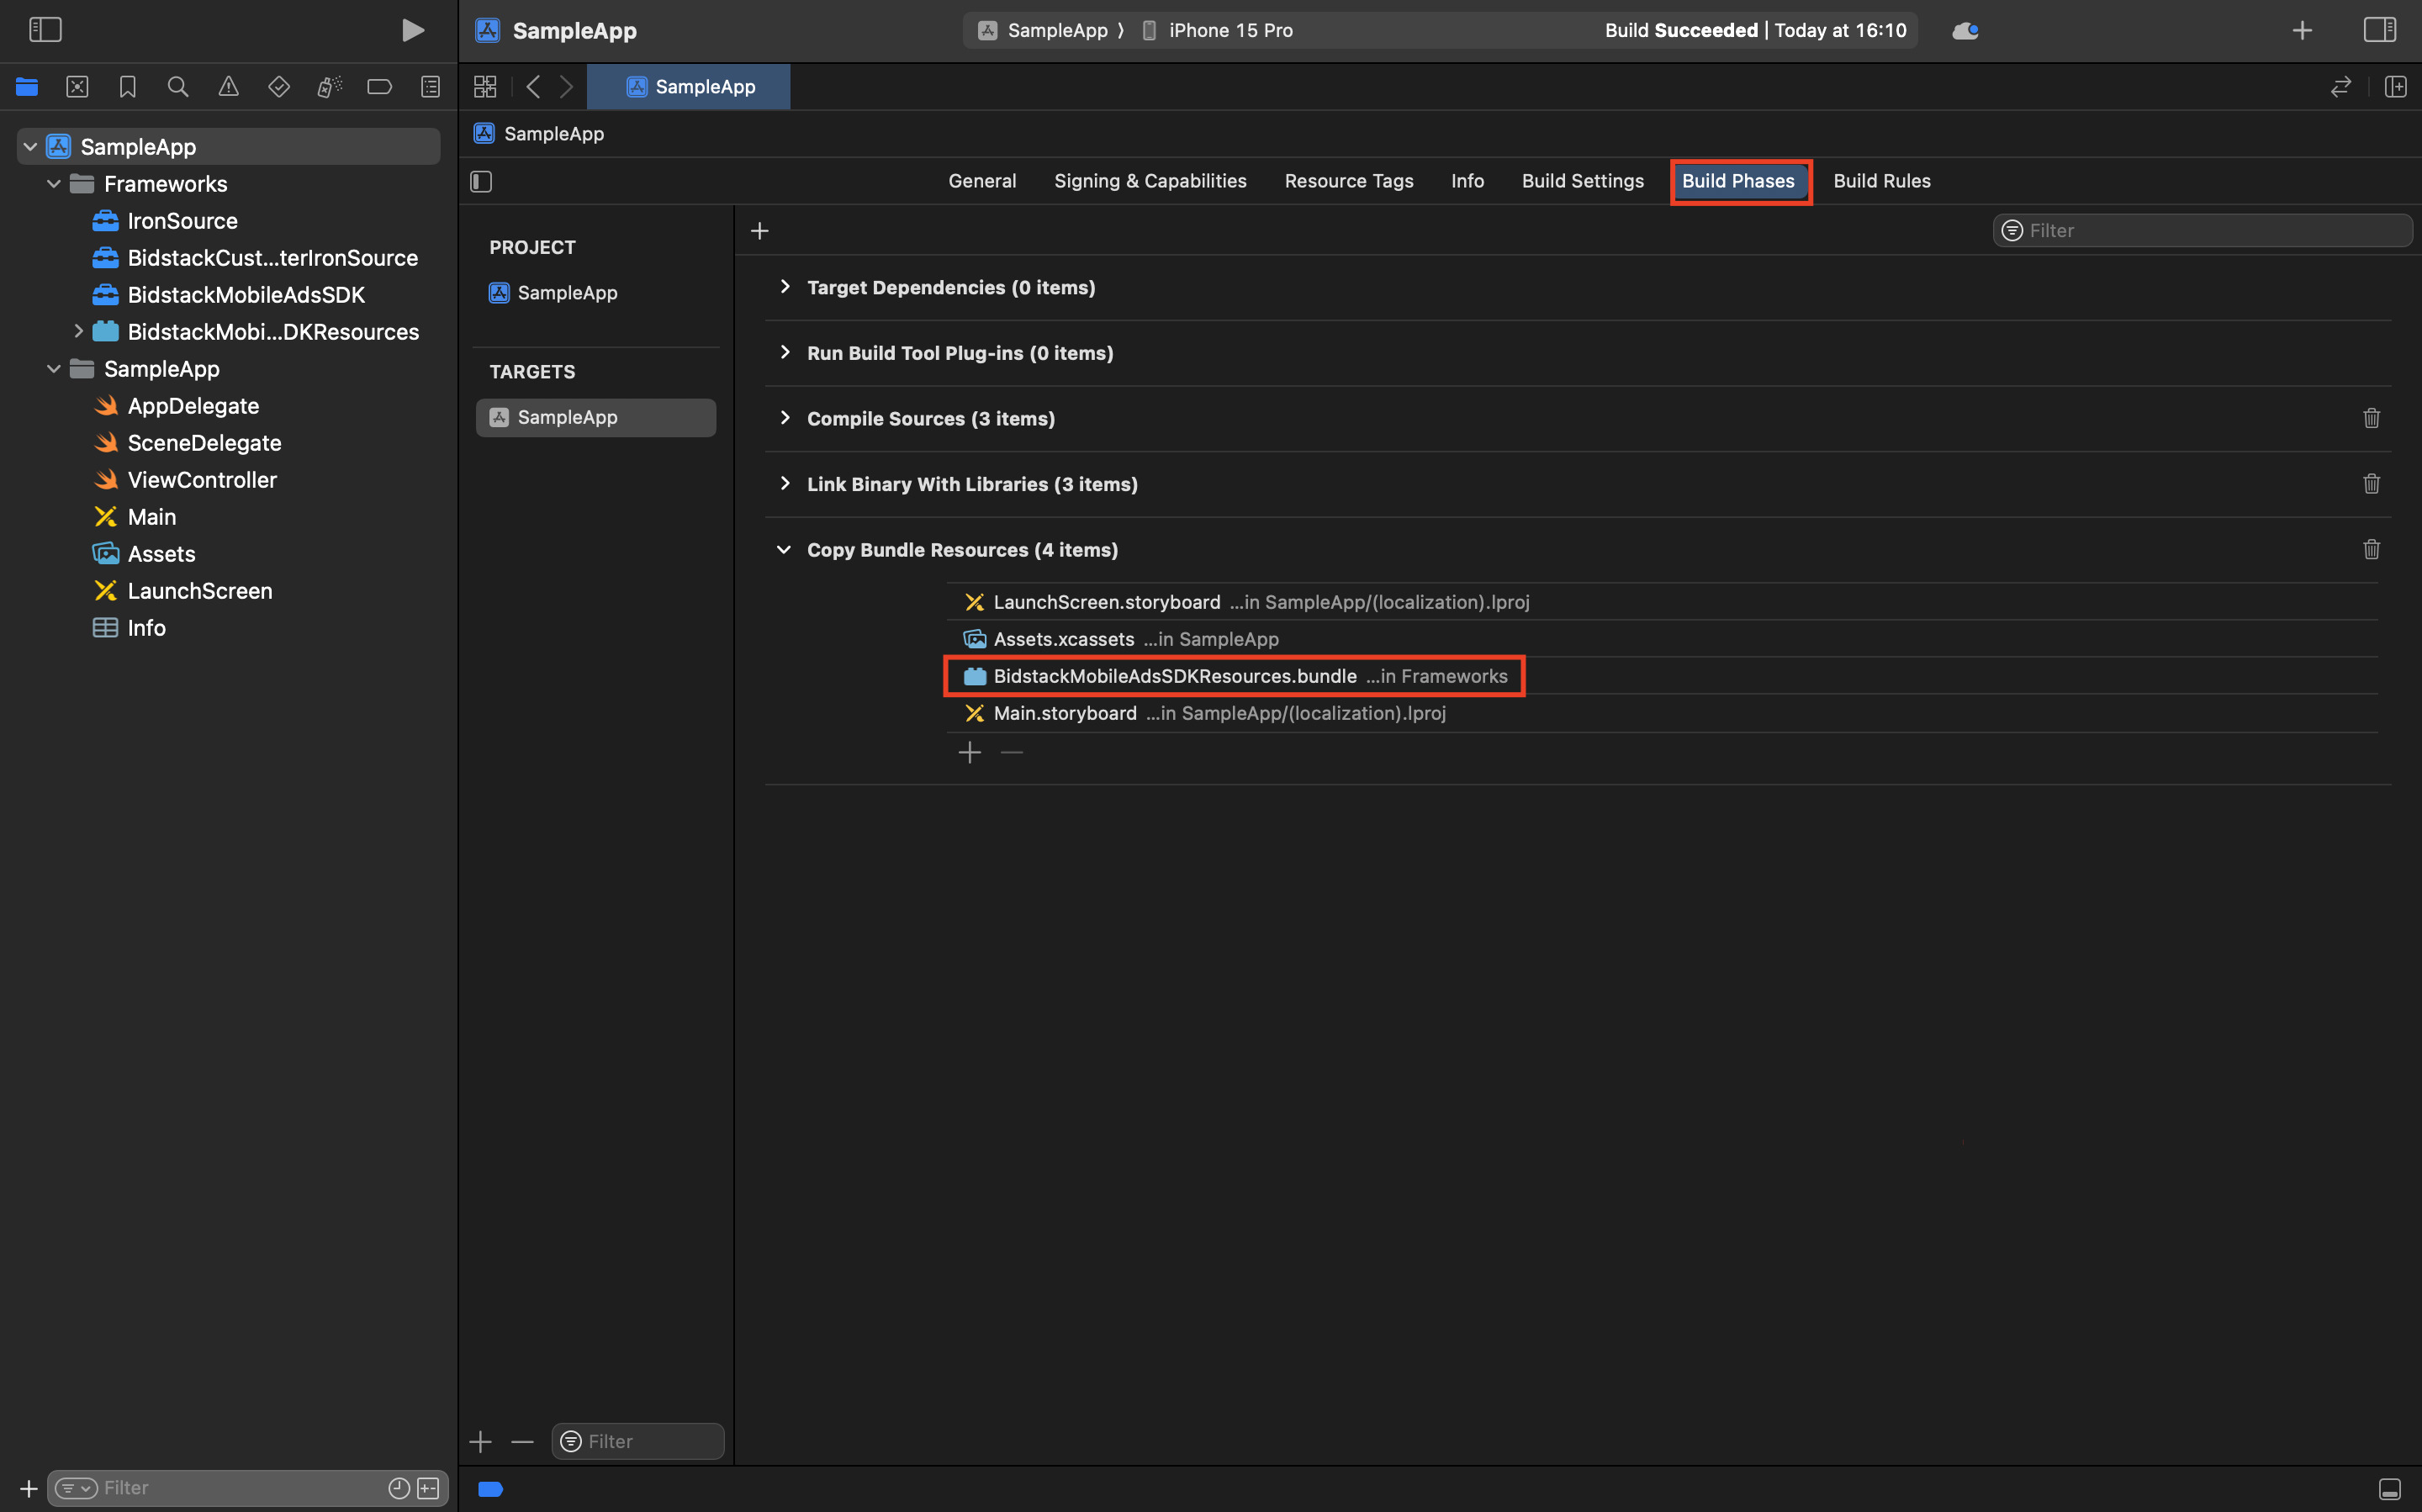 SampleApp
SampleApp ⟩ iPhone 15 Pro
Build Succeeded | Today at 16:10
SampleApp
SampleApp
Frameworks
IronSource
BidstackCust...terIronSource
BidstackMobileAdsSDK
BidstackMobi...DKResources
SampleApp
AppDelegate
SceneDelegate
ViewController
Main
Assets
LaunchScreen
Info
Filter
SampleApp
General
Signing & Capabilities
Resource Tags
Info
Build Settings
Build Phases
Build Rules
PROJECT
SampleApp
TARGETS
SampleApp
Filter
Filter
Target Dependencies (0 items)
Run Build Tool Plug-ins (0 items)
Compile Sources (3 items)
Link Binary With Libraries (3 items)
Copy Bundle Resources (4 items)
LaunchScreen.storyboard ...in SampleApp/(localization).lproj
Assets.xcassets ...in SampleApp
BidstackMobileAdsSDKResources.bundle ...in Frameworks
Main.storyboard ...in SampleApp/(localization).lproj